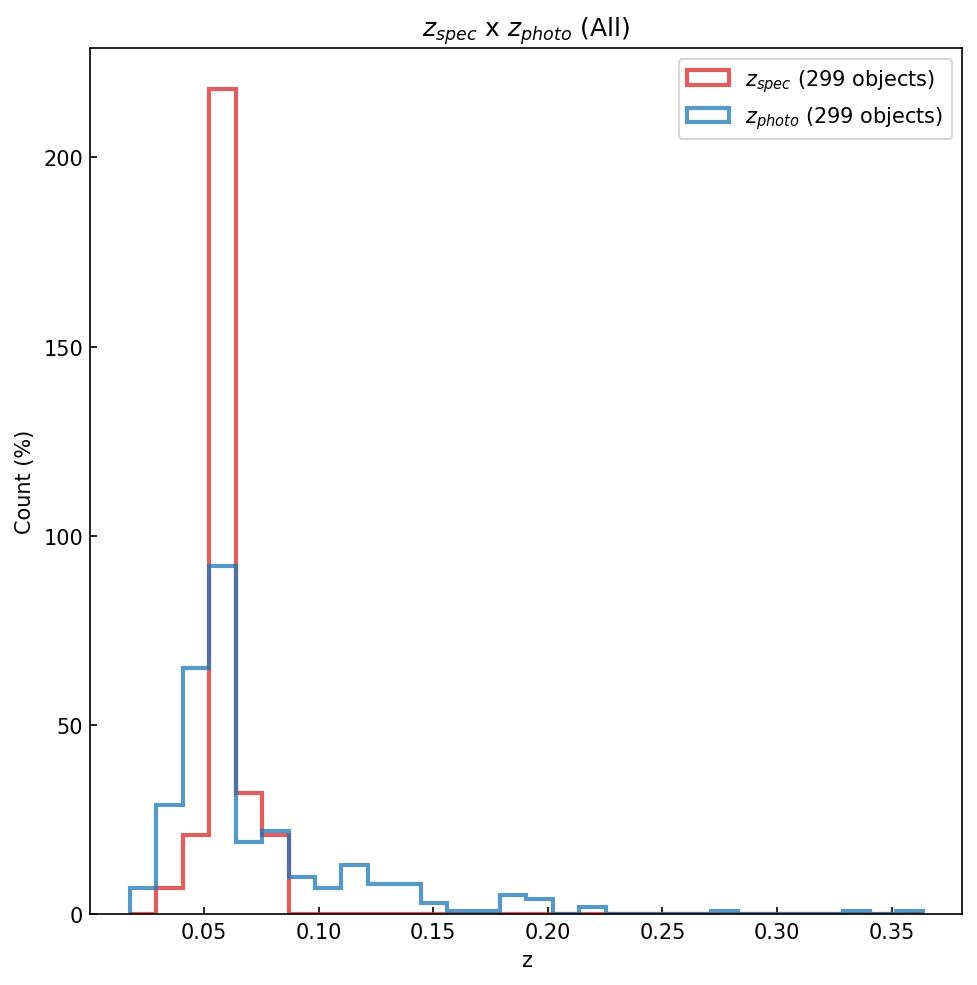 z_spec x z_photo (All)
z_spec (299 objects)
z_photo (299 objects)
Count (%)
200
150
100
50
0
0.05 0.10 0.15 0.20 0.25 0.30 0.35
z